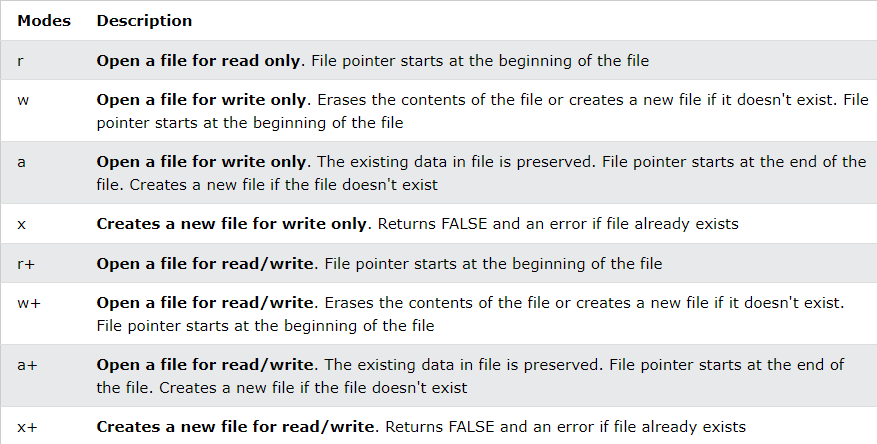 Modes Description
r Open a file for read only. File pointer starts at the beginning of the file
w Open a file for write only. Erases the contents of the file or creates a new file if it doesn't exist. File
pointer starts at the beginning of the file
a Open a file for write only. The existing data in file is preserved. File pointer starts at the end of the
file. Creates a new file if the file doesn't exist
x Creates a new file for write only. Returns FALSE and an error if file already exists
r+ Open a file for read/write. File pointer starts at the beginning of the file
w+ Open a file for read/write. Erases the contents of the file or creates a new file if it doesn't exist.
File pointer starts at the beginning of the file
a+ Open a file for read/write. The existing data in file is preserved. File pointer starts at the end of
the file. Creates a new file if the file doesn't exist
x+ Creates a new file for read/write. Returns FALSE and an error if file already exists